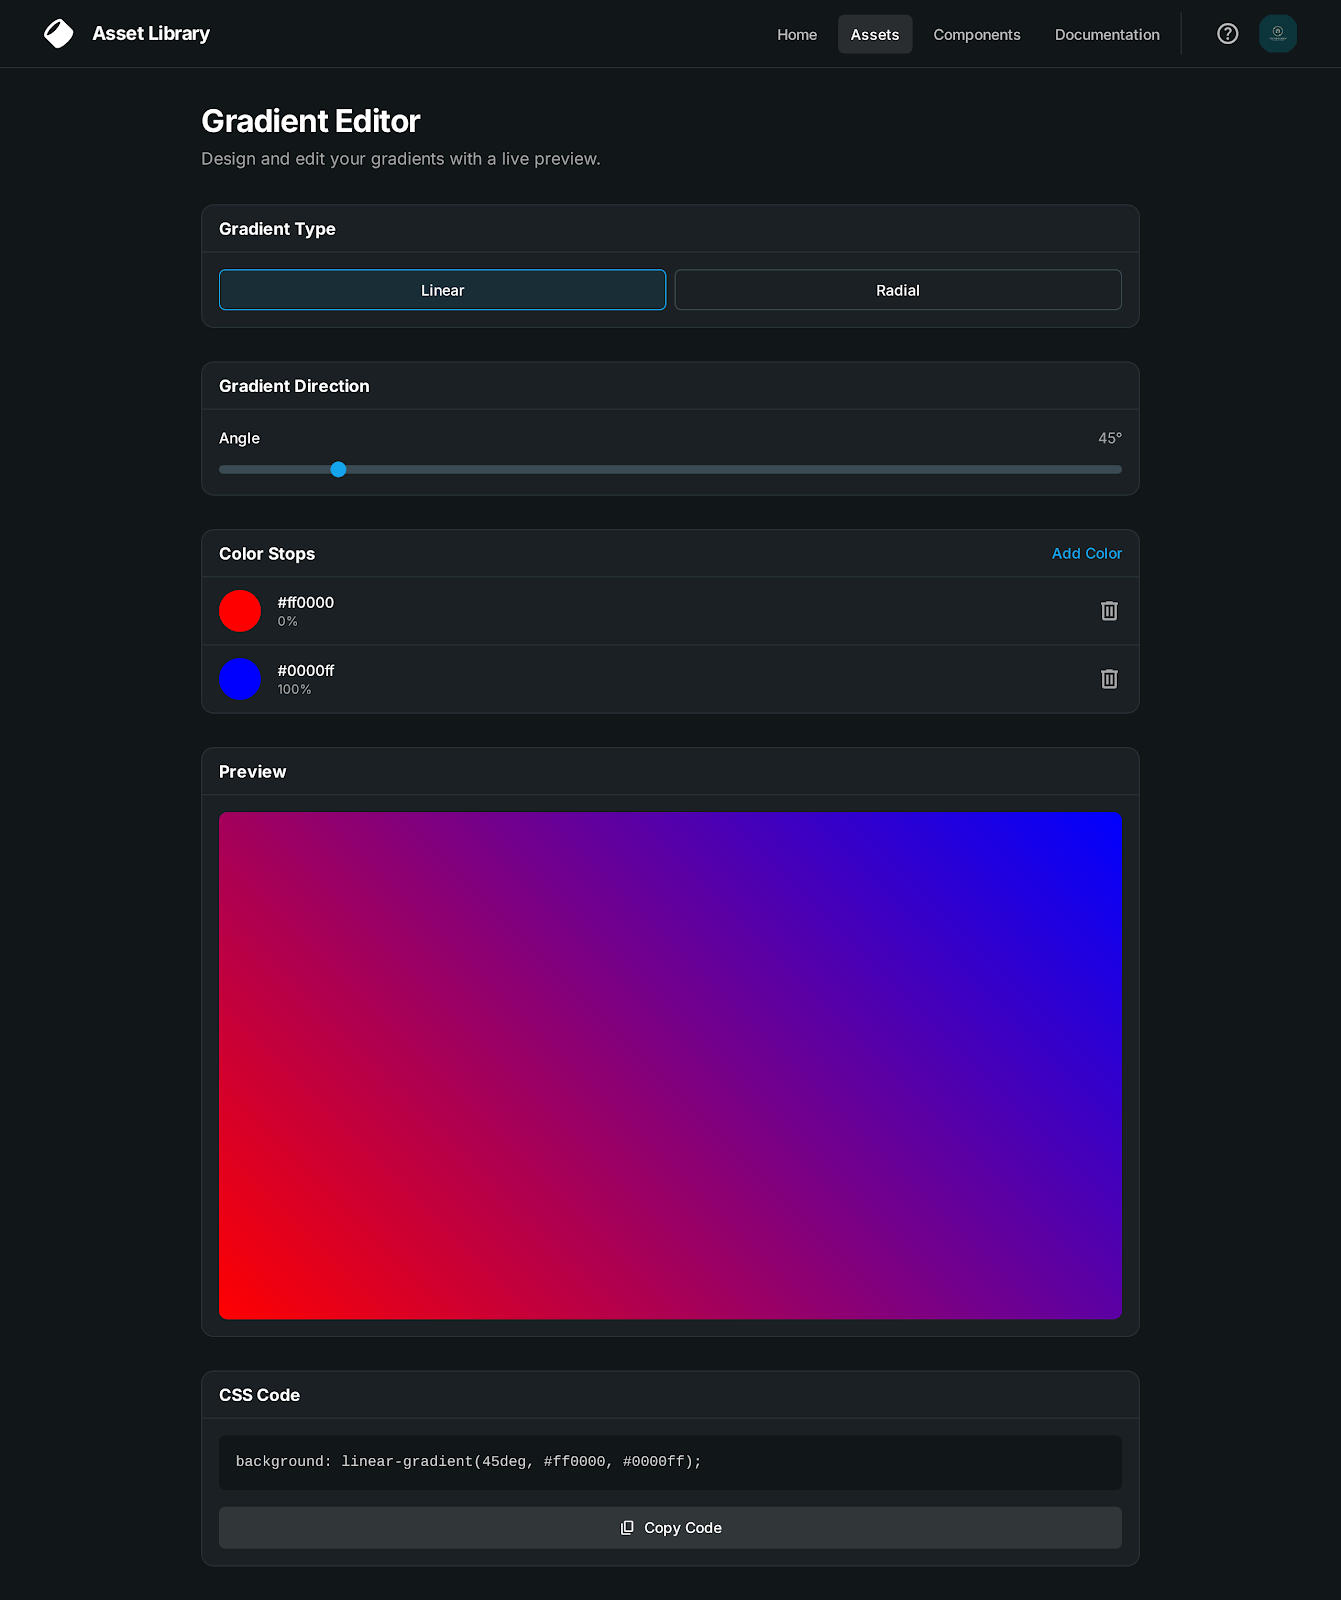 Asset Library
Home
Assets
Components
Documentation
Gradient Editor
Design and edit your gradients with a live preview.
Gradient Type
Linear
Radial
Gradient Direction
Angle
45°
Color Stops
Add Color
#ff0000
0%
#0000ff
100%
Preview
CSS Code
background: linear-gradient(45deg, #ff0000, #0000ff);
Copy Code